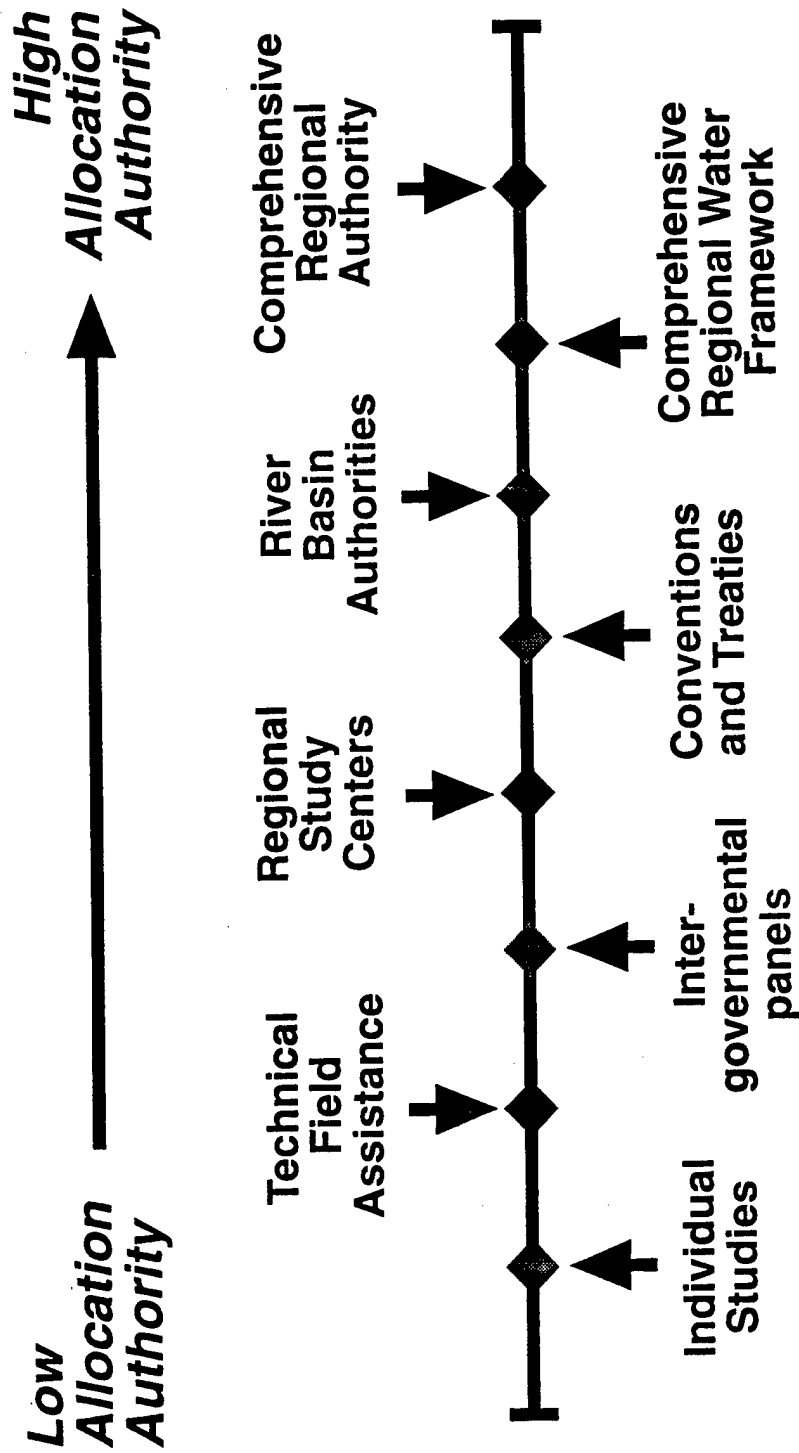 Low
Allocation
Authority
High
Allocation
Authority
Technical
Field
Assistance
Regional
Study
Centers
River
Basin
Authorities
Comprehensive
Regional
Authority
Individual
Studies
Inter-
governmental
panels
Conventions
and Treaties
Comprehensive
Regional Water
Framework